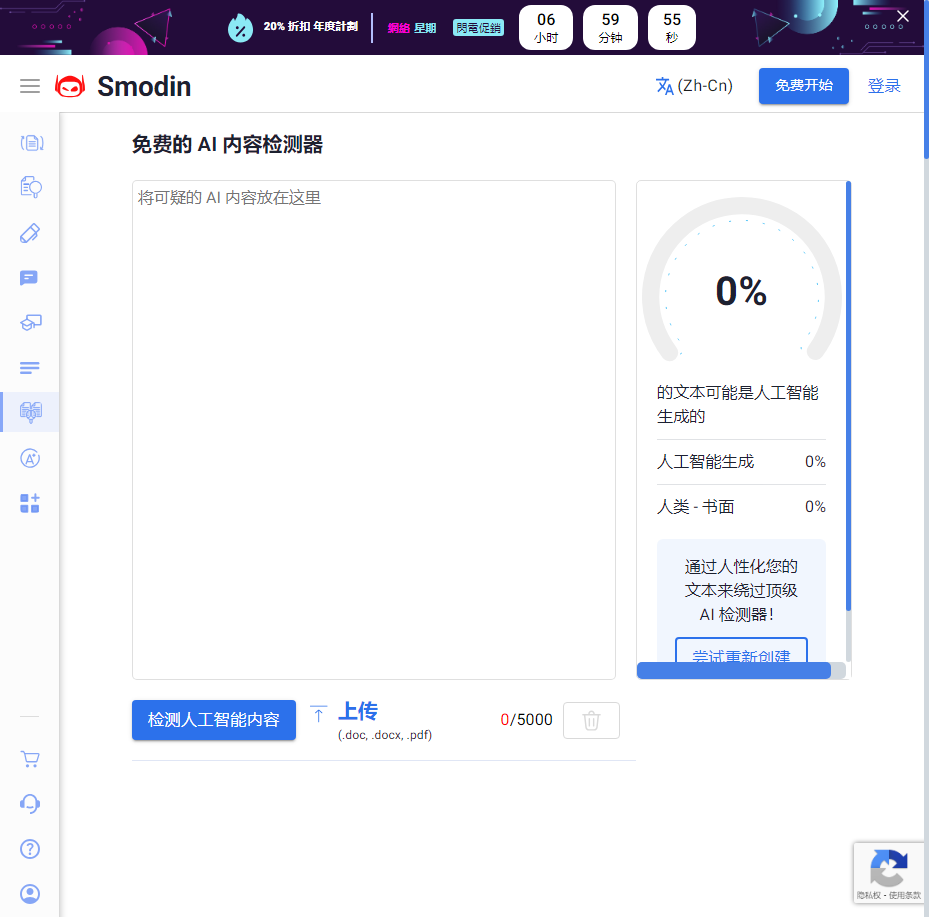 20% 折扣 年度計劃
網絡 星期
閃電促銷
06
小时
59
分钟
55
秒
Smodin
(Zh-Cn)
免费开始
登录
免费的 AI 内容检测器
将可疑的 AI 内容放在这里
0%
的文本可能是人工智能
生成的
人工智能生成 0%
人类 - 书面 0%
通过人性化您的
文本来绕过顶级
AI 检测器！
尝试重新创建
检测人工智能内容
上传
(.doc, .docx, .pdf)
0/5000
隐私权 - 使用条款